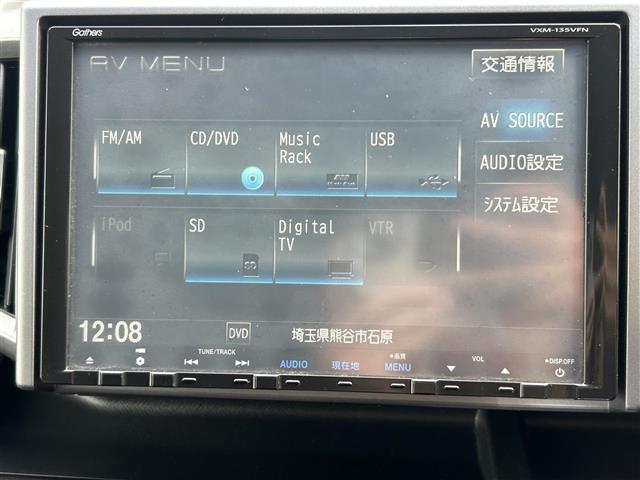 Gathers VXM-135VFN
AV MENU 交通情報
AV SOURCE
FM/AM CD/DVD Music Rack USB
AUDIO設定
システム設定
iPod SD Digital TV VTR
SD
12:08 DVD 埼玉県熊谷市石原
TUNE/TRACK AUDIO 現在地 ●画質 MENU VOL ●DISP.OFF